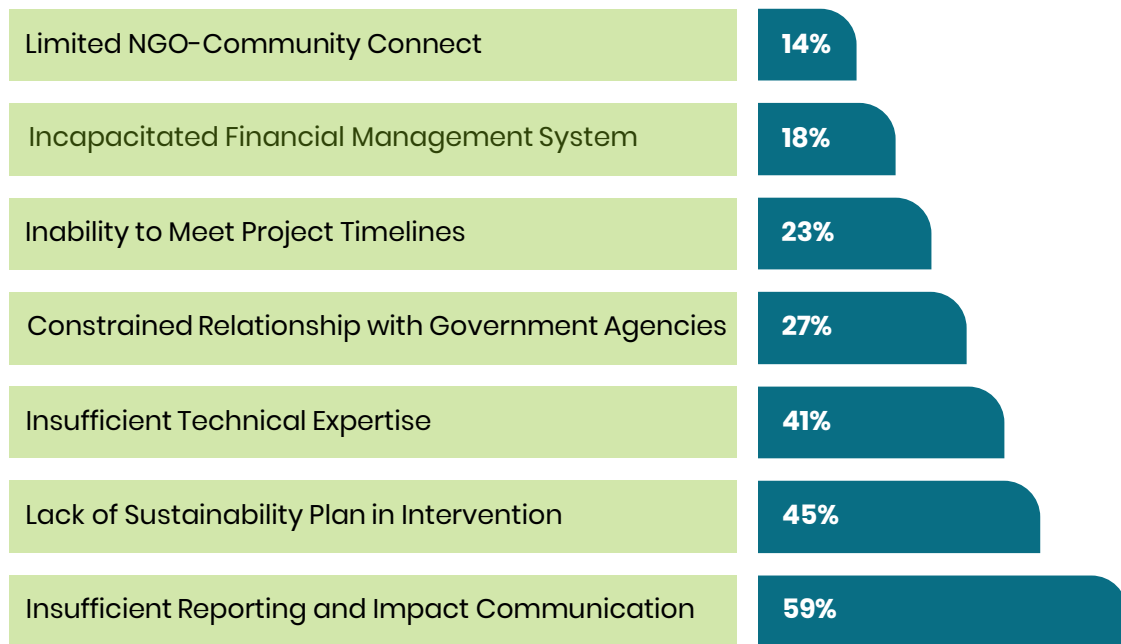 Limited NGO-Community Connect 14%
Incapacitated Financial Management System 18%
Inability to Meet Project Timelines 23%
Constrained Relationship with Government Agencies 27%
Insufficient Technical Expertise 41%
Lack of Sustainability Plan in Intervention 45%
Insufficient Reporting and Impact Communication 59%